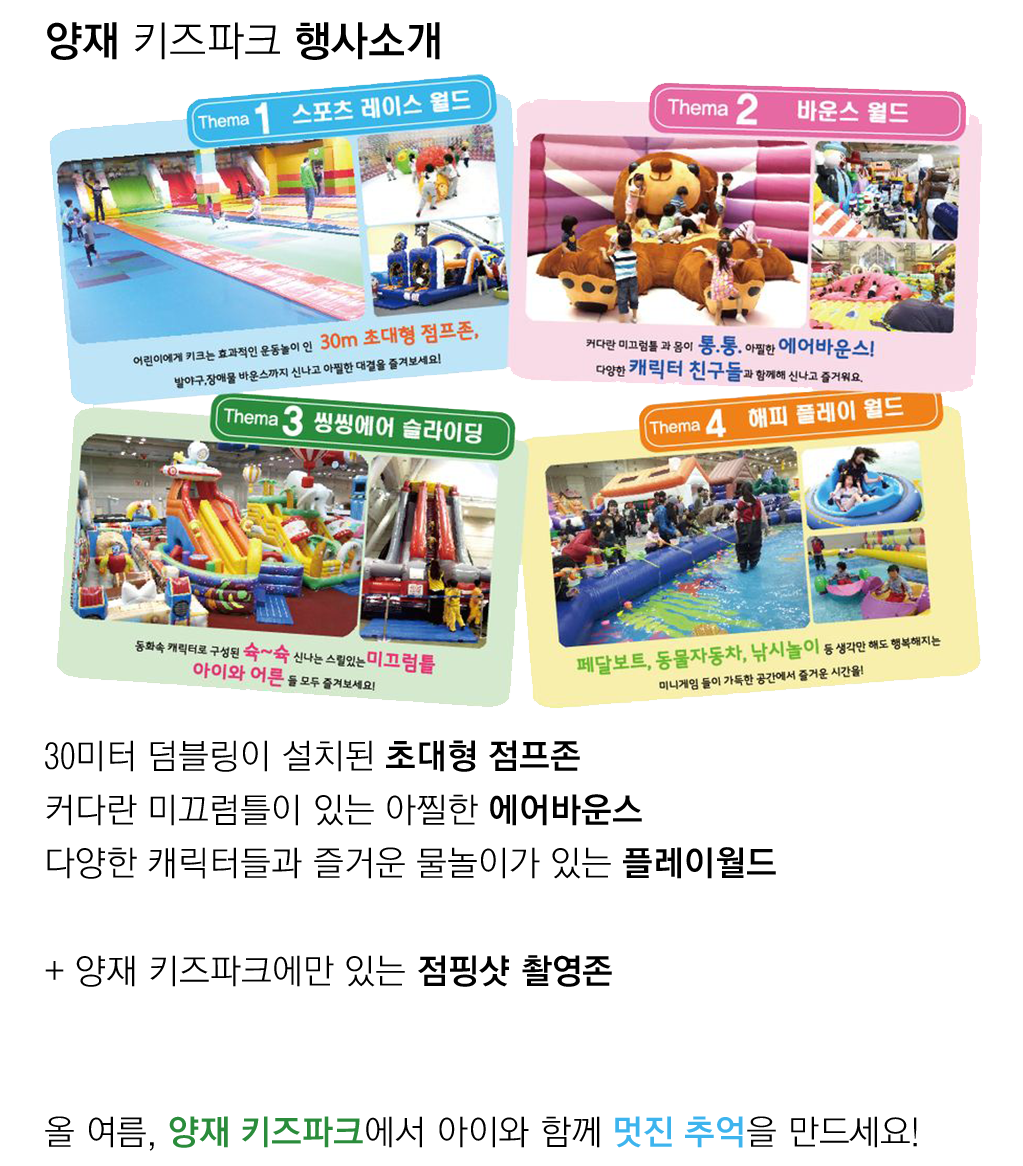 양재 키즈파크 행사소개
Thema 1 스포츠 레이스 월드
어린이에게 키크는 효과적인 운동놀이 인 30m 초대형 점프존,
발야구,장애물 바운스까지 신나고 아찔한 대결을 즐겨보세요!
Thema 2 바운스 월드
커다란 미끄럼틀 과 몸이 통.통. 아찔한 에어바운스!
다양한 캐릭터 친구들과 함께해 신나고 즐거워요.
Thema 3 씽씽에어 슬라이딩
동화속 캐릭터로 구성된 슉~슉 신나는 스릴있는미끄럼틀
아이와 어른 들 모두 즐겨보세요!
Thema 4 해피 플레이 월드
페달보트, 동물자동차, 낚시놀이 등 생각만 해도 행복해지는
미니게임 들이 가득한 공간에서 즐거운 시간을!
30미터 덤블링이 설치된 초대형 점프존
커다란 미끄럼틀이 있는 아찔한 에어바운스
다양한 캐릭터들과 즐거운 물놀이가 있는 플레이월드
+ 양재 키즈파크에만 있는 점핑샷 촬영존
올 여름, 양재 키즈파크에서 아이와 함께 멋진 추억을 만드세요!